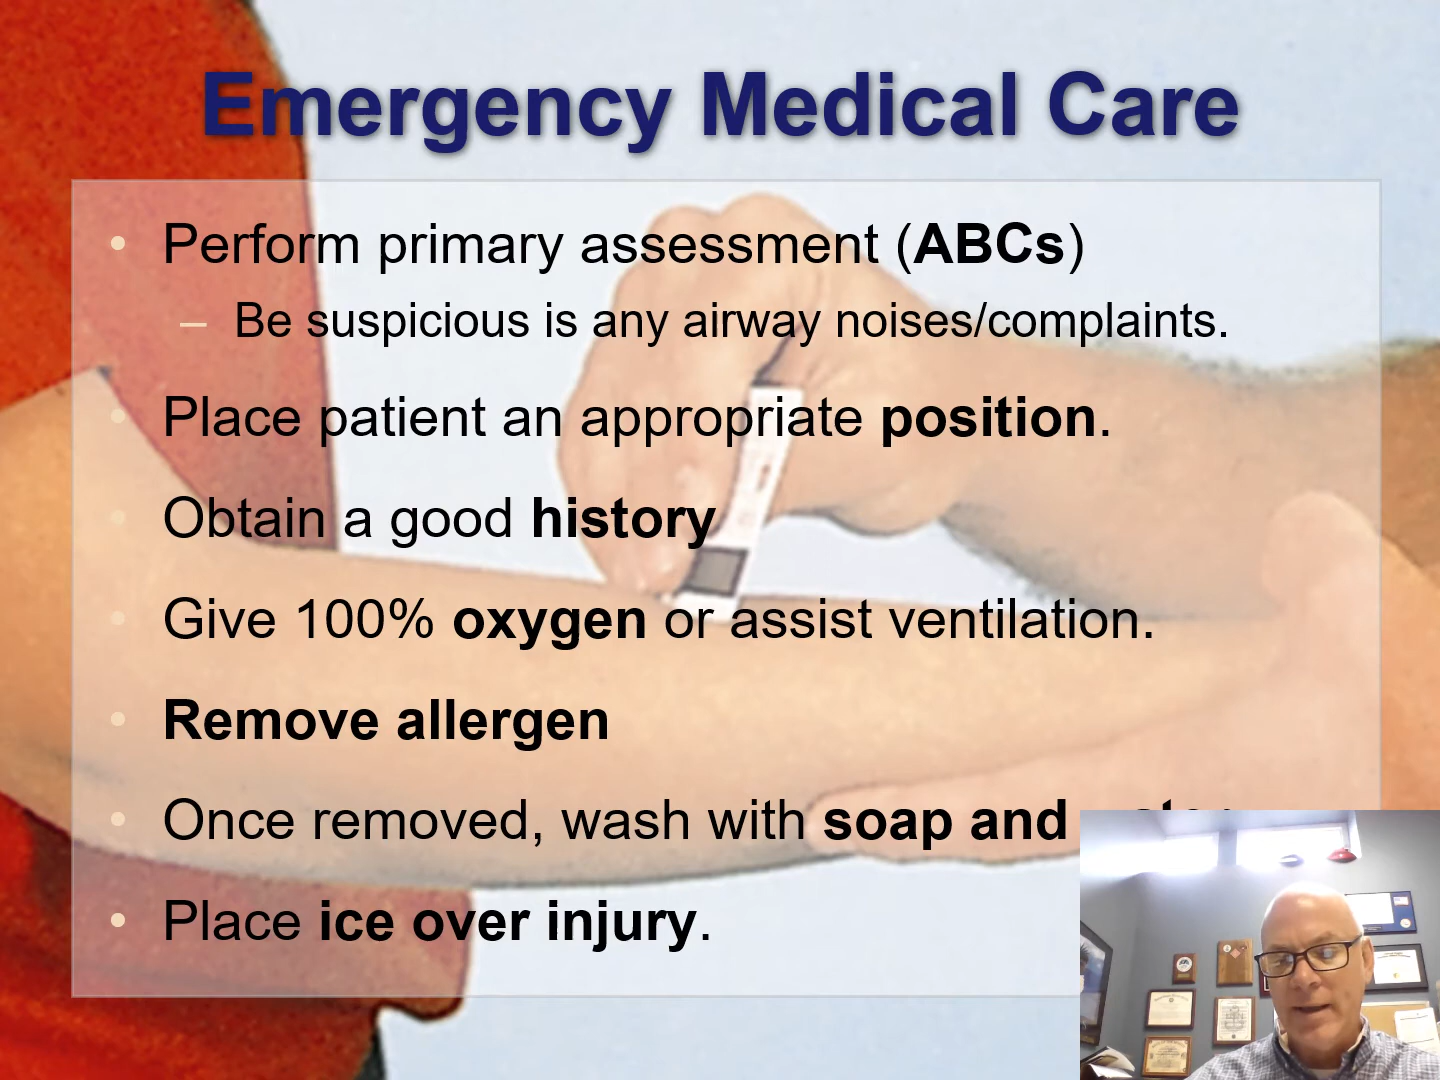 Emergency Medical Care
• Perform primary assessment (ABCs)
– Be suspicious is any airway noises/complaints.
• Place patient an appropriate position.
• Obtain a good history
• Give 100% oxygen or assist ventilation.
• Remove allergen
• Once removed, wash with soap and
• Place ice over injury.